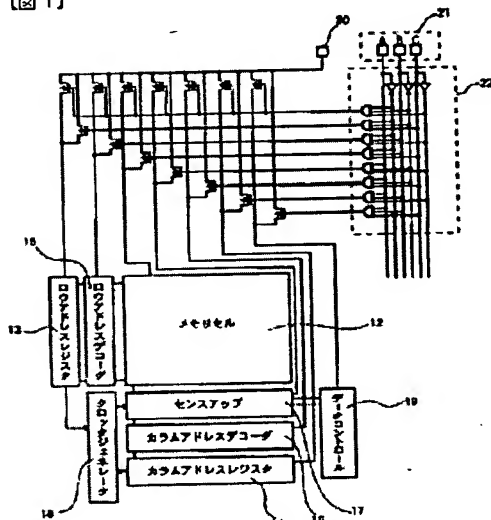 [図1]
20
21
A B C
22
15
13
ロウアドレスレジスタ
ロウアドレスデコーダ
メモリセル
12
センスアップ
カラムアドレスデコーダ
カラムアドレスレジスタ
クロックジェネレータ
データコントロール
19
17
16
18